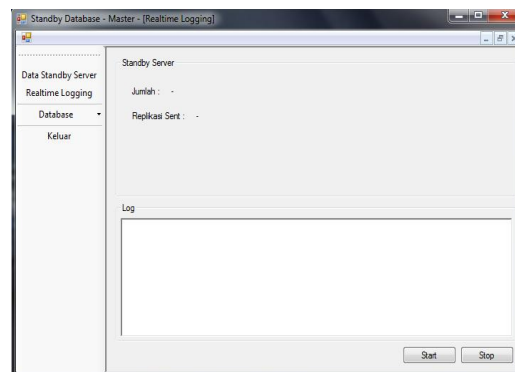 Standby Database - Master - [Realtime Logging]
Data Standby Server
Realtime Logging
Database
Keluar
Standby Server
Jumlah : -
Replikasi Sent : -
Log
Start
Stop